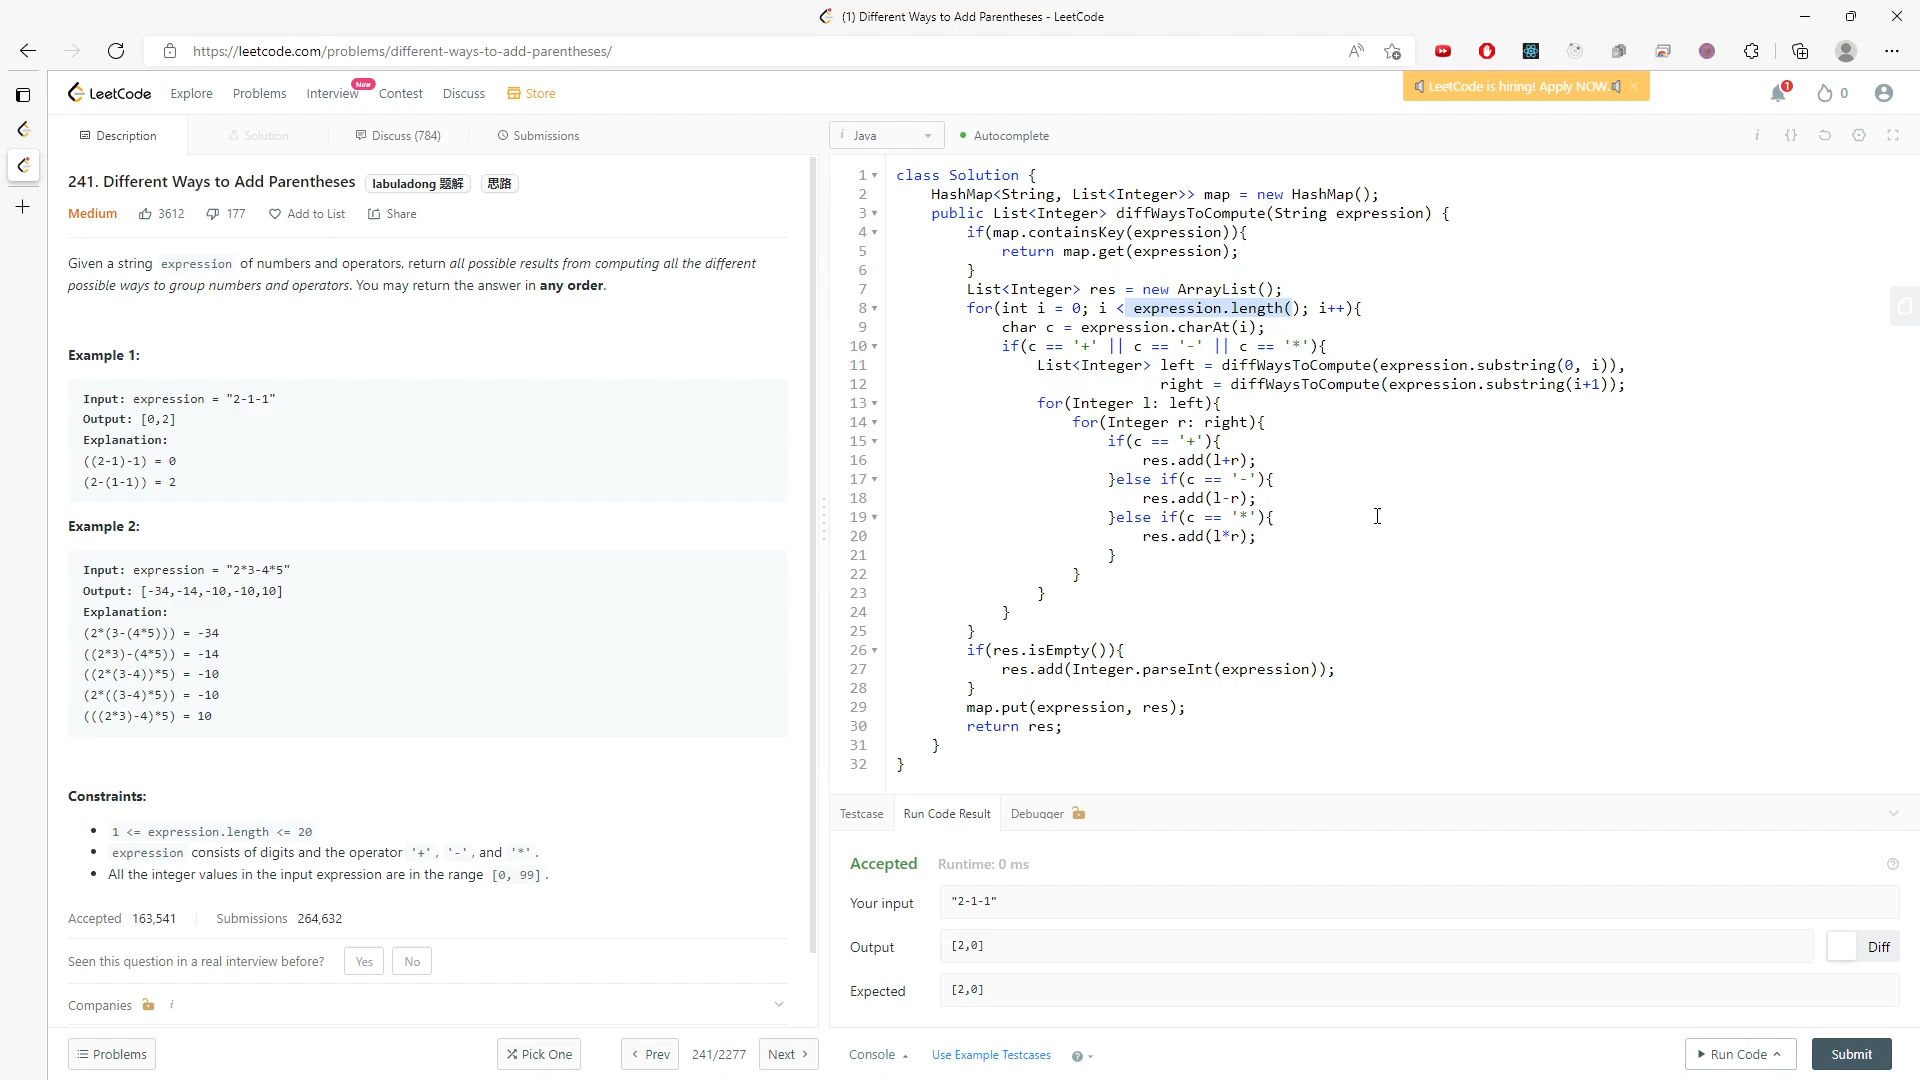 (1) Different Ways to Add Parentheses - LeetCode
https://leetcode.com/problems/different-ways-to-add-parentheses/
LeetCode Explore Problems Interview New Contest Discuss Store
LeetCode is hiring! Apply NOW. ×
1 0
Description Solution Discuss (784) Submissions
i Java Autocomplete
241. Different Ways to Add Parentheses labuladong 题解 思路
Medium 3612 177 Add to List Share
Given a string expression of numbers and operators, return all possible results from computing all the different
possible ways to group numbers and operators. You may return the answer in any order.
Example 1:
Input: expression = "2-1-1"
Output: [0,2]
Explanation:
((2-1)-1) = 0
(2-(1-1)) = 2
Example 2:
Input: expression = "2*3-4*5"
Output: [-34,-14,-10,-10,10]
Explanation:
(2*(3-(4*5))) = -34
((2*3)-(4*5)) = -14
((2*(3-4))*5) = -10
(2*((3-4)*5)) = -10
(((2*3)-4)*5) = 10
Constraints:
1 <= expression.length <= 20
expression consists of digits and the operator '+', '-', and '*'.
All the integer values in the input expression are in the range [0, 99].
Accepted 163,541 Submissions 264,632
Seen this question in a real interview before? Yes No
Companies i
Problems Pick One Prev 241/2277 Next
1 class Solution {
2 HashMap<String, List<Integer>> map = new HashMap();
3 public List<Integer> diffWaysToCompute(String expression) {
4 if(map.containsKey(expression)){
5 return map.get(expression);
6 }
7 List<Integer> res = new ArrayList();
8 for(int i = 0; i < expression.length(); i++){
9 char c = expression.charAt(i);
10 if(c == '+' || c == '-' || c == '*'){
11 List<Integer> left = diffWaysToCompute(expression.substring(0, i)),
12 right = diffWaysToCompute(expression.substring(i+1));
13 for(Integer l: left){
14 for(Integer r: right){
15 if(c == '+'){
16 res.add(l+r);
17 }else if(c == '-'){
18 res.add(l-r);
19 }else if(c == '*'){
20 res.add(l*r);
21 }
22 }
23 }
24 }
25 }
26 if(res.isEmpty()){
27 res.add(Integer.parseInt(expression));
28 }
29 map.put(expression, res);
30 return res;
31 }
32 }
Testcase Run Code Result Debugger
Accepted Runtime: 0 ms
Your input "2-1-1"
Output [2,0] Diff
Expected [2,0]
Console Use Example Testcases Run Code Submit